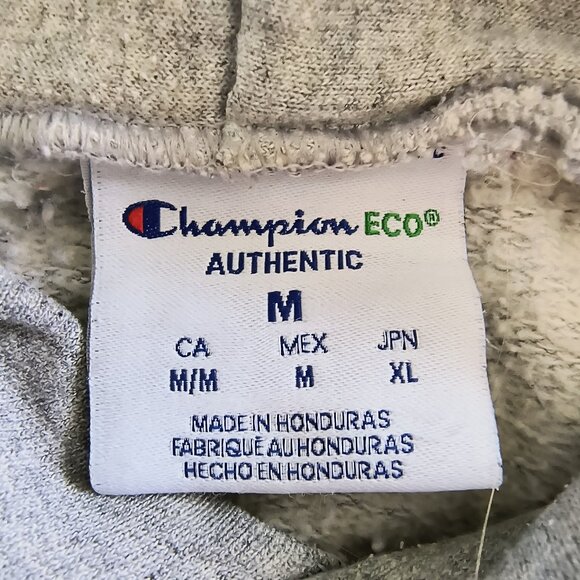 Champion ECO®
AUTHENTIC
M
CA MEX JPN
M/M M XL
MADE IN HONDURAS
FABRIQUÉ AU HONDURAS
HECHO EN HONDURAS